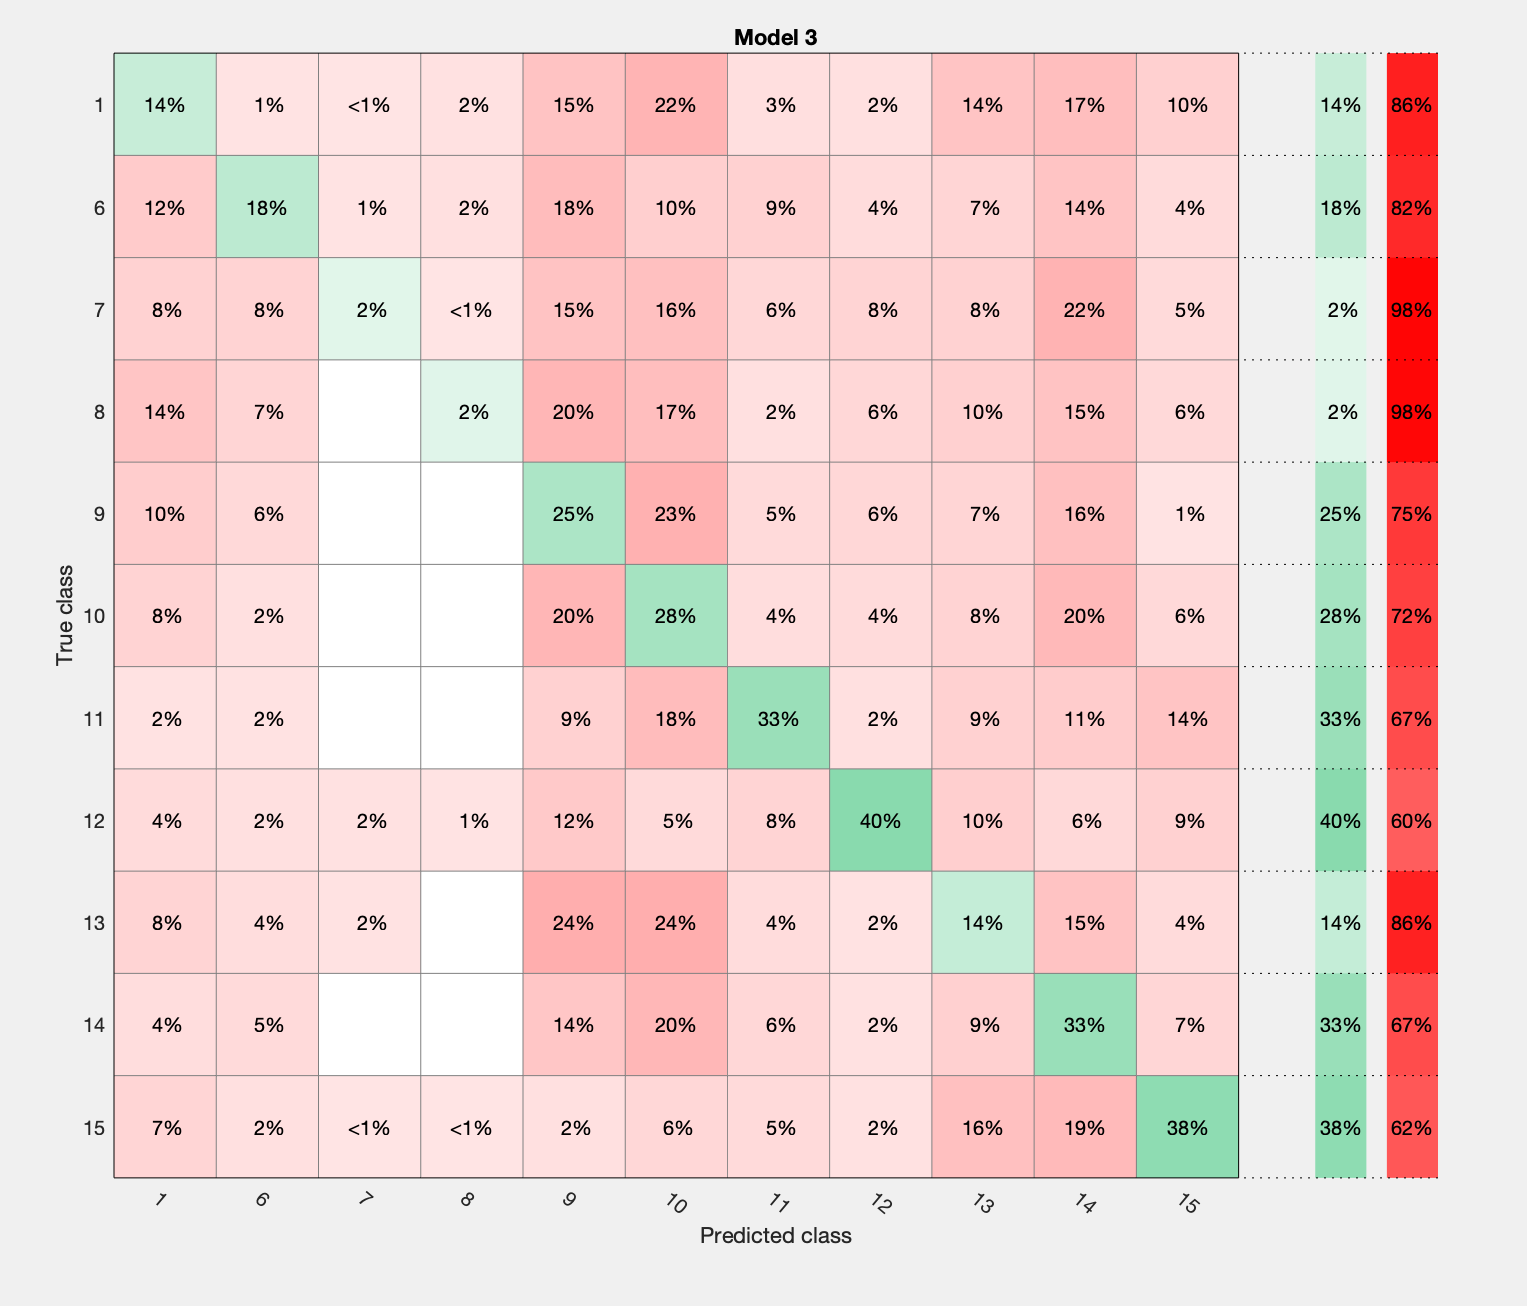 Model 3
1 14% 1% <1% 2% 15% 22% 3% 2% 14% 17% 10% 14% 86%
6 12% 18% 1% 2% 18% 10% 9% 4% 7% 14% 4% 18% 82%
7 8% 8% 2% <1% 15% 16% 6% 8% 8% 22% 5% 2% 98%
8 14% 7% 2% 20% 17% 2% 6% 10% 15% 6% 2% 98%
9 10% 6% 25% 23% 5% 6% 7% 16% 1% 25% 75%
10 8% 2% 20% 28% 4% 4% 8% 20% 6% 28% 72%
11 2% 2% 9% 18% 33% 2% 9% 11% 14% 33% 67%
12 4% 2% 2% 1% 12% 5% 8% 40% 10% 6% 9% 40% 60%
13 8% 4% 2% 24% 24% 4% 2% 14% 15% 4% 14% 86%
14 4% 5% 14% 20% 6% 2% 9% 33% 7% 33% 67%
15 7% 2% <1% <1% 2% 6% 5% 2% 16% 19% 38% 38% 62%
True class
1 6 7 8 9 10 11 12 13 14 15
Predicted class